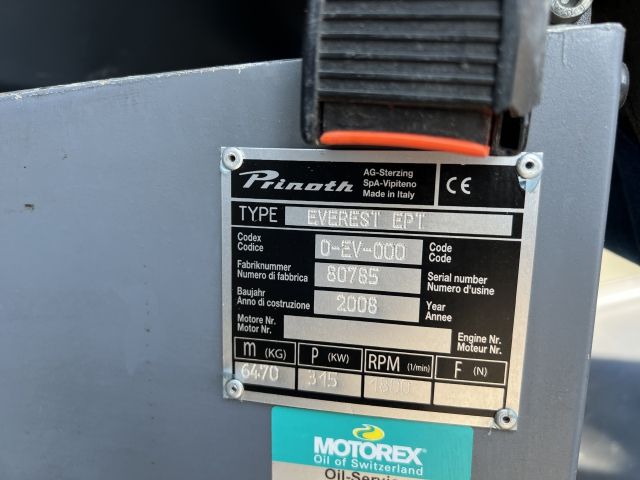 Prinoth AG-Sterzing
SpA-Vipiteno
Made in Italy CE
TYPE EVEREST EPT
Codex
Codice 0-EV-000 Code
Code
Fabriknummer
Numero di fabbrica 80765 Serial number
Numero d'usine
Baujahr
Anno di costruzione 2008 Year
Annee
Motore Nr.
Motor Nr. Engine Nr.
Moteur Nr.
m (KG) P (KW) RPM (1/min) F (N)
6470 315 1800
MOTOREX
Oil of Switzerland
Oil-Service